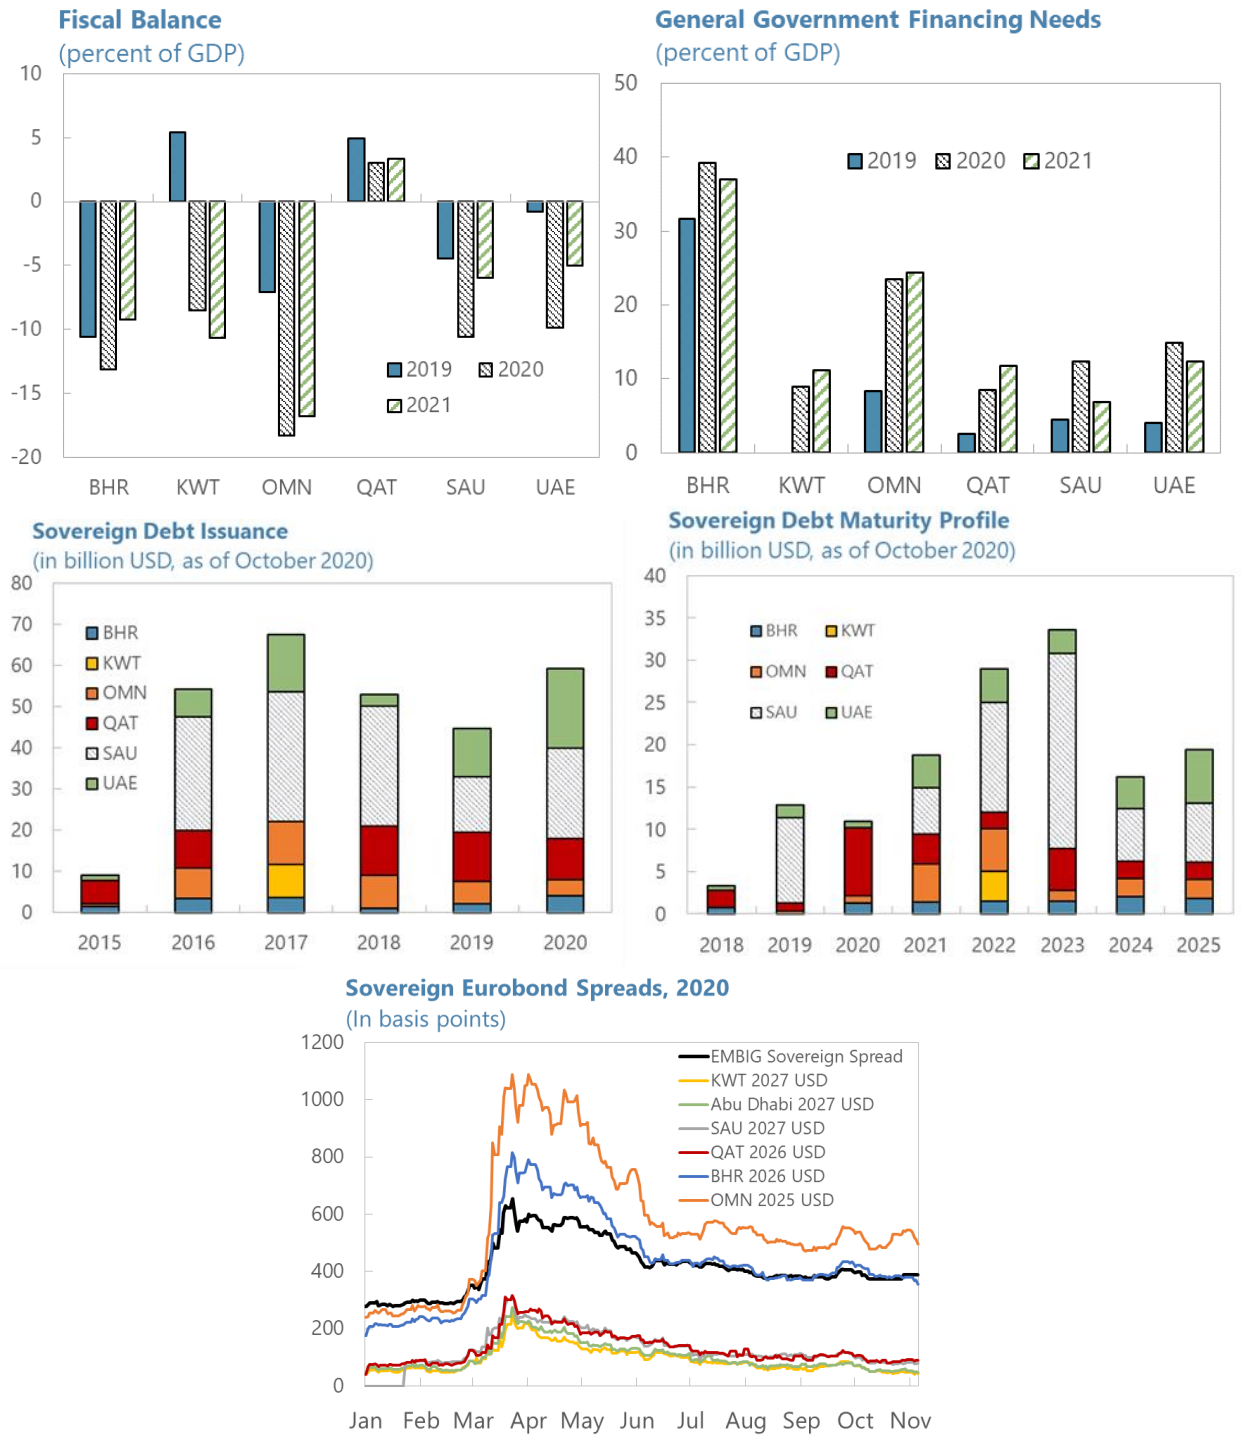 Fiscal Balance
(percent of GDP)
10
5
0
-5
-10
-15
-20
2019
2020
2021
BHR KWT OMN QAT SAU UAE
General Government Financing Needs
(percent of GDP)
50
40
30
20
10
0
2019 2020 2021
BHR KWT OMN QAT SAU UAE
Sovereign Debt Issuance
(in billion USD, as of October 2020)
80
70
60
50
40
30
20
10
0
BHR
KWT
OMN
QAT
SAU
UAE
2015 2016 2017 2018 2019 2020
Sovereign Debt Maturity Profile
(in billion USD, as of October 2020)
40
35
30
25
20
15
10
5
0
BHR KWT
OMN QAT
SAU UAE
2018 2019 2020 2021 2022 2023 2024 2025
Sovereign Eurobond Spreads, 2020
(In basis points)
1200
1000
800
600
400
200
0
EMBIG Sovereign Spread
KWT 2027 USD
Abu Dhabi 2027 USD
SAU 2027 USD
QAT 2026 USD
BHR 2026 USD
OMN 2025 USD
Jan Feb Mar Apr May Jun Jul Aug Sep Oct Nov